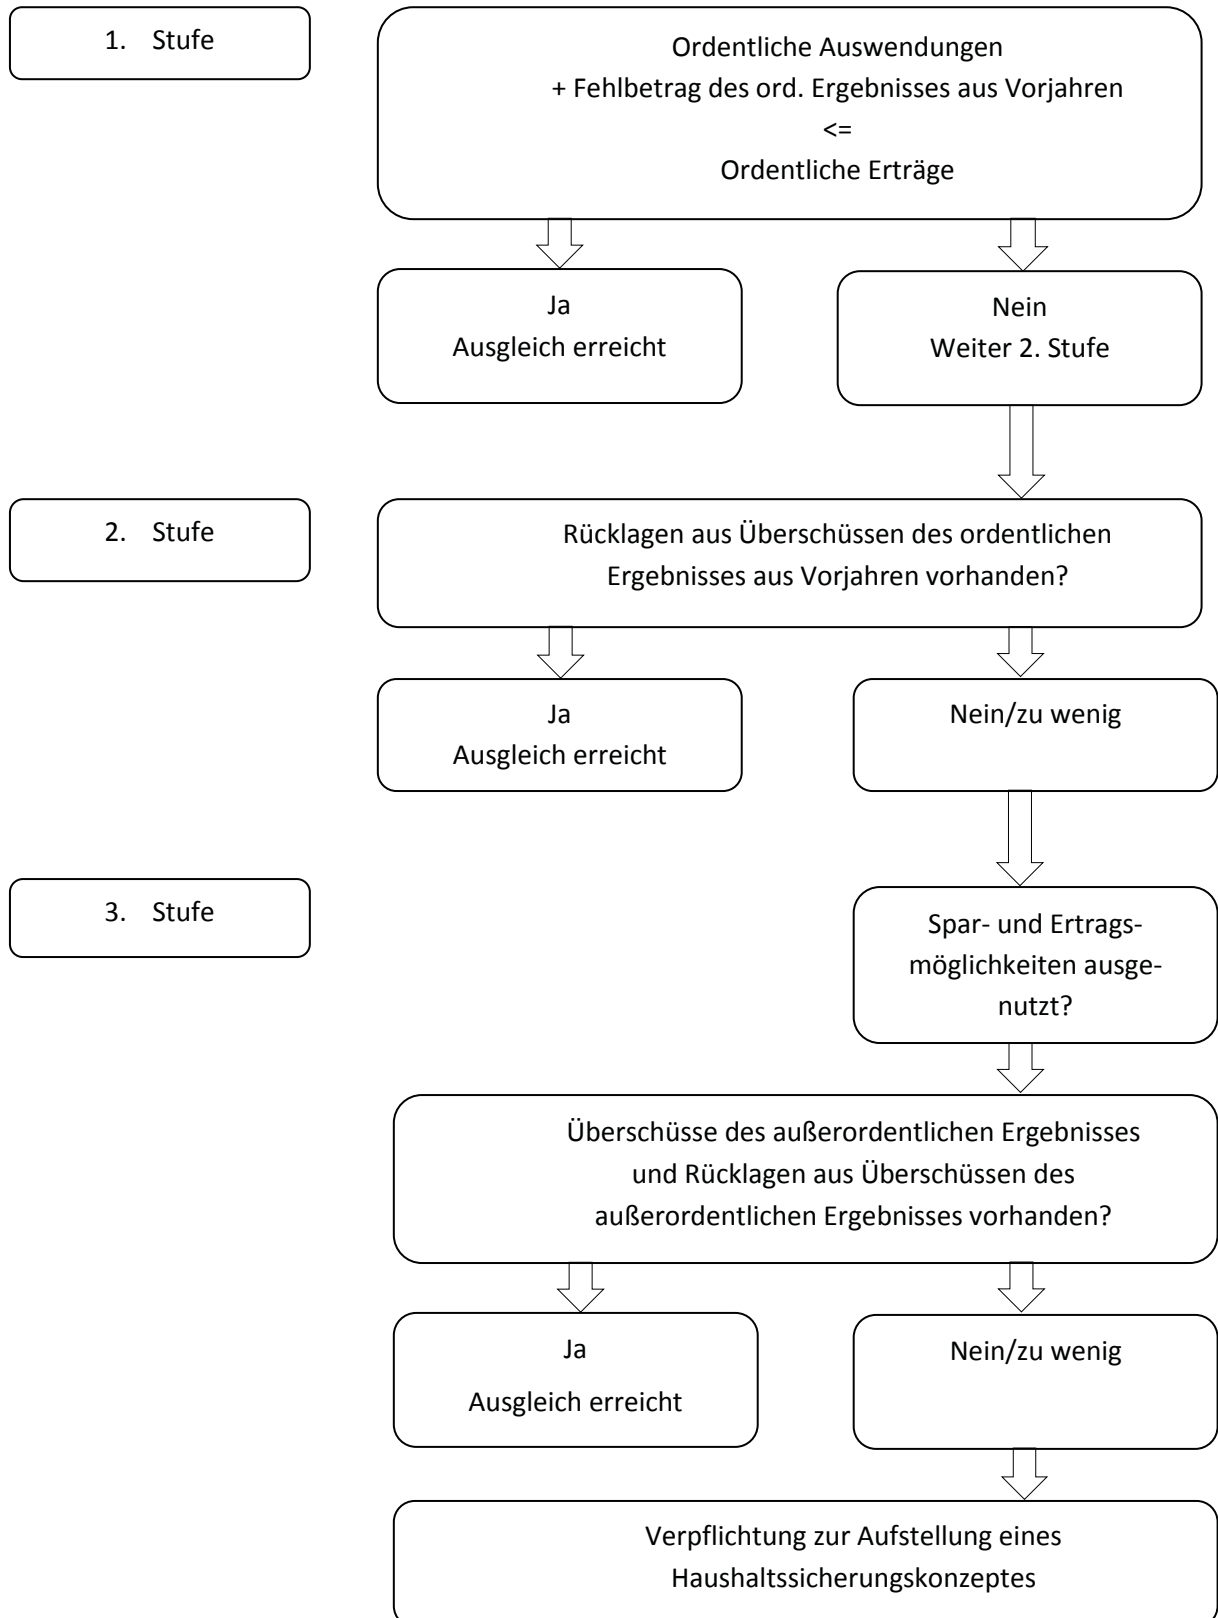 1. Stufe
Ordentliche Auswendungen
+ Fehlbetrag des ord. Ergebnisses aus Vorjahren
<=
Ordentliche Erträge
Ja
Ausgleich erreicht
Nein
Weiter 2. Stufe
2. Stufe
Rücklagen aus Überschüssen des ordentlichen
Ergebnisses aus Vorjahren vorhanden?
Ja
Ausgleich erreicht
Nein/zu wenig
3. Stufe
Spar- und Ertrags-
möglichkeiten ausge-
nutzt?
Überschüsse des außerordentlichen Ergebnisses
und Rücklagen aus Überschüssen des
außerordentlichen Ergebnisses vorhanden?
Ja
Ausgleich erreicht
Nein/zu wenig
Verpflichtung zur Aufstellung eines
Haushaltssicherungskonzeptes